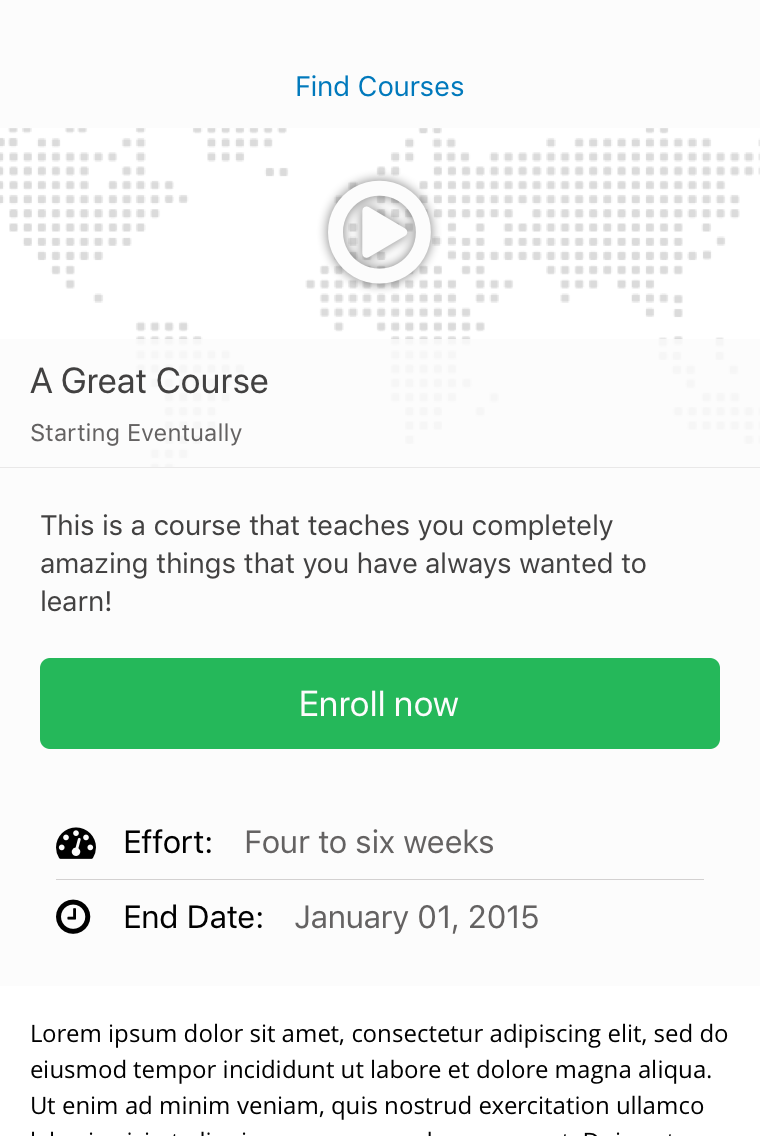 Find Courses
A Great Course
Starting Eventually
This is a course that teaches you completely
amazing things that you have always wanted to
learn!
Enroll now
Effort: Four to six weeks
End Date: January 01, 2015
Lorem ipsum dolor sit amet, consectetur adipiscing elit, sed do
eiusmod tempor incididunt ut labore et dolore magna aliqua.
Ut enim ad minim veniam, quis nostrud exercitation ullamco